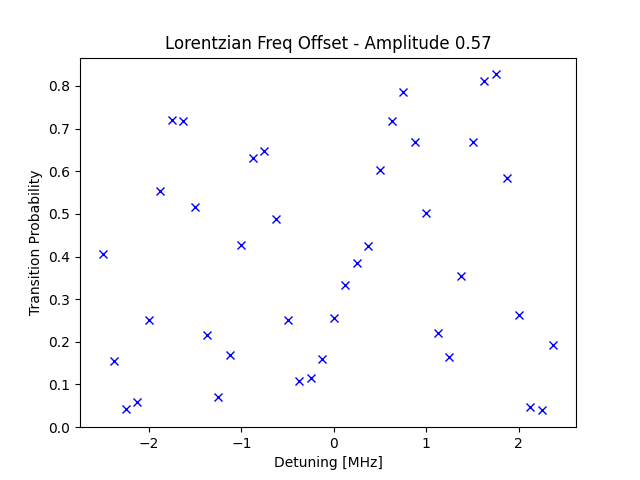 Lorentzian Freq Offset - Amplitude 0.57
Transition Probability
0.8
0.7
0.6
0.5
0.4
0.3
0.2
0.1
0.0
−2 −1 0 1 2
Detuning [MHz]